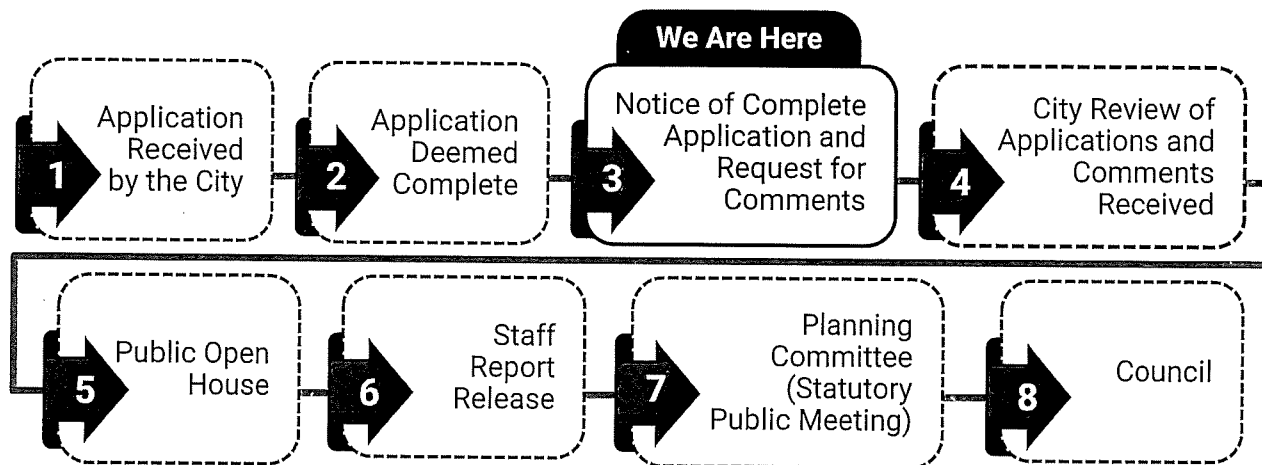 We Are Here
1
Application
Received
by the City
2
Application
Deemed
Complete
3
Notice of Complete
Application and
Request for
Comments
4
City Review of
Applications and
Comments
Received
5
Public Open
House
6
Staff
Report
Release
7
Planning
Committee
(Statutory
Public Meeting)
8
Council